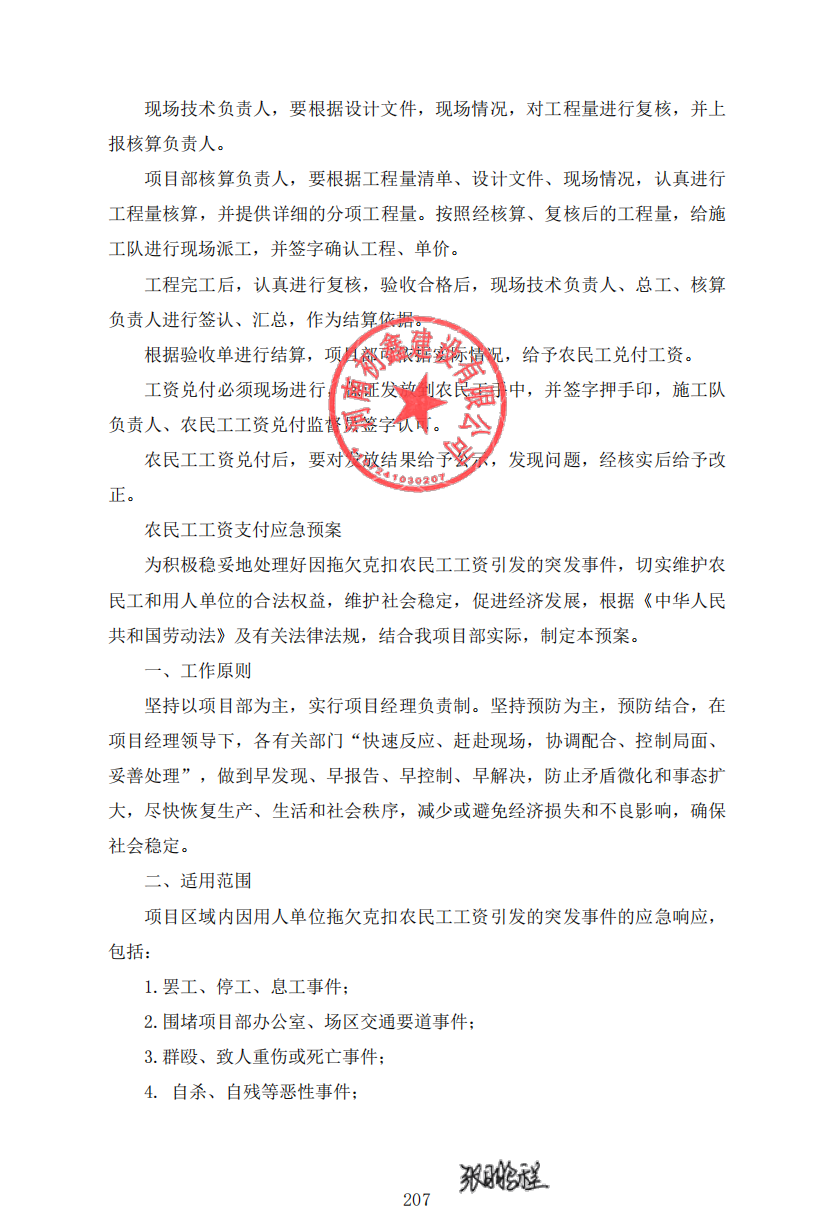 现场技术负责人，要根据设计文件，现场情况，对工程量进行复核，并上
报核算负责人。
项目部核算负责人，要根据工程量清单、设计文件、现场情况，认真进行
工程量核算，并提供详细的分项工程量。按照经核算、复核后的工程量，给施
工队进行现场派工，并签字确认工程、单价。
工程完工后，认真进行复核，验收合格后，现场技术负责人、总工、核算
负责人进行签认、汇总，作为结算依据。
根据验收单进行结算，项目部可依据实际情况，给予农民工兑付工资。
工资兑付必须现场进行，保证发放到农民工手中，并签字押手印，施工队
负责人、农民工工资兑付监督员签字认可。
农民工工资兑付后，要对发放结果给予公示，发现问题，经核实后给予改
正。
河南初鑫建设有限公司
农民工工资支付应急预案
为积极稳妥地处理好因拖欠克扣农民工工资引发的突发事件，切实维护农
民工和用人单位的合法权益，维护社会稳定，促进经济发展，根据《中华人民
共和国劳动法》及有关法律法规，结合我项目部实际，制定本预案。
一、工作原则
坚持以项目部为主，实行项目经理负责制。坚持预防为主，预防结合，在
项目经理领导下，各有关部门“快速反应、赶赴现场，协调配合、控制局面、
妥善处理”，做到早发现、早报告、早控制、早解决，防止矛盾微化和事态扩
大，尽快恢复生产、生活和社会秩序，减少或避免经济损失和不良影响，确保
社会稳定。
二、适用范围
项目区域内因用人单位拖欠克扣农民工工资引发的突发事件的应急响应，
包括：
1.罢工、停工、息工事件；
2.围堵项目部办公室、场区交通要道事件；
3.群殴、致人重伤或死亡事件；
4. 自杀、自残等恶性事件；
张鹏程
207